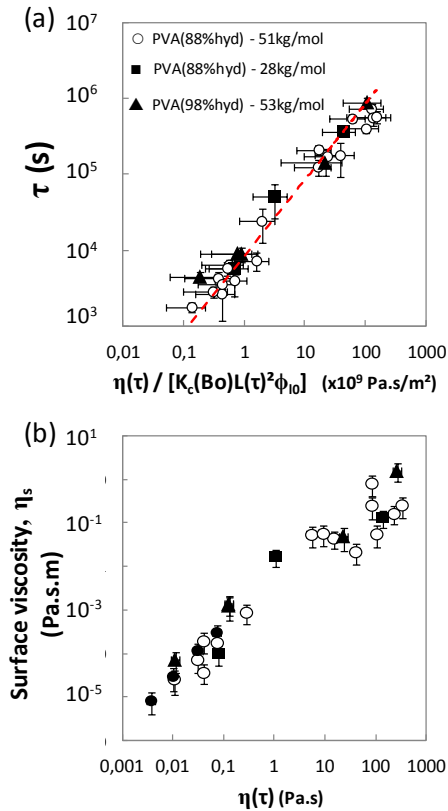 (a)
10⁷
10⁶
10⁵
10⁴
10³
τ (s)
○ PVA(88%hyd) - 51kg/mol
■ PVA(88%hyd) - 28kg/mol
▲ PVA(98%hyd) - 53kg/mol
0,01 0,1 1 10 100 1000
η(τ) / [K_c(Bo)L(τ)²ϕ_l0] (x10⁹ Pa.s/m²)
(b)
10¹
10⁻¹
10⁻³
10⁻⁵
Surface viscosity, η_s
(Pa.s.m)
0,001 0,01 0,1 1 10 100 1000
η(τ) (Pa.s)